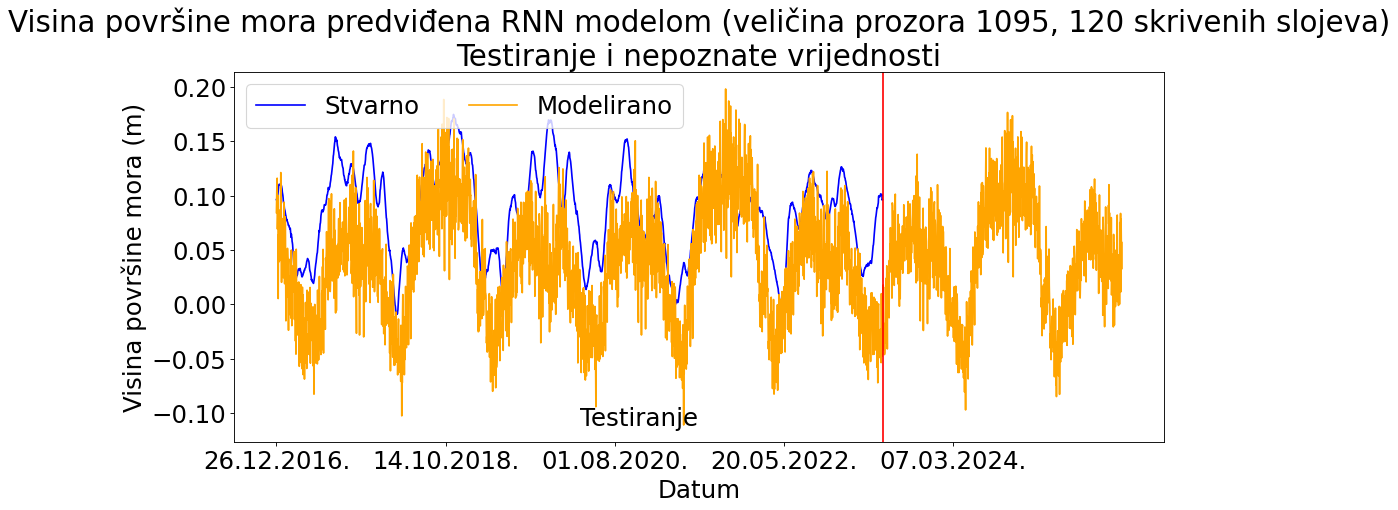 Visina površine mora predviđena RNN modelom (veličina prozora 1095, 120 skrivenih slojeva)
Testiranje i nepoznate vrijednosti
Stvarno
Modelirano
Visina površine mora (m)
0.20
0.15
0.10
0.05
0.00
−0.05
−0.10
Testiranje
26.12.2016.
14.10.2018.
01.08.2020.
20.05.2022.
07.03.2024.
Datum